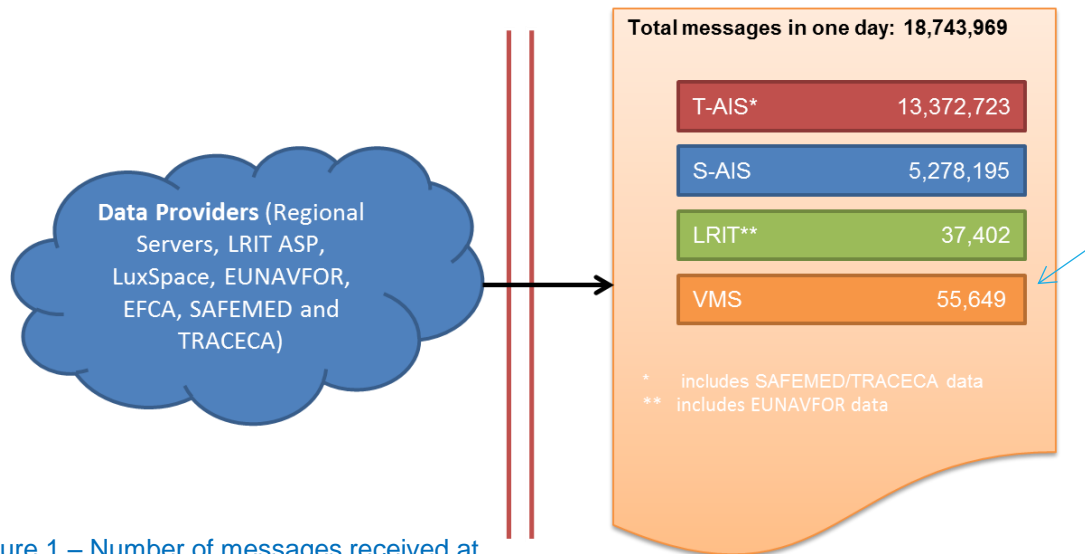 Total messages in one day: 18,743,969
T-AIS* 13,372,723
S-AIS 5,278,195
LRIT** 37,402
VMS 55,649
* includes SAFEMED/TRACECA data
** includes EUNAVFOR data
Data Providers (Regional
Servers, LRIT ASP,
LuxSpace, EUNAVFOR,
EFCA, SAFEMED and
TRACECA)
ure 1 – Number of messages received at